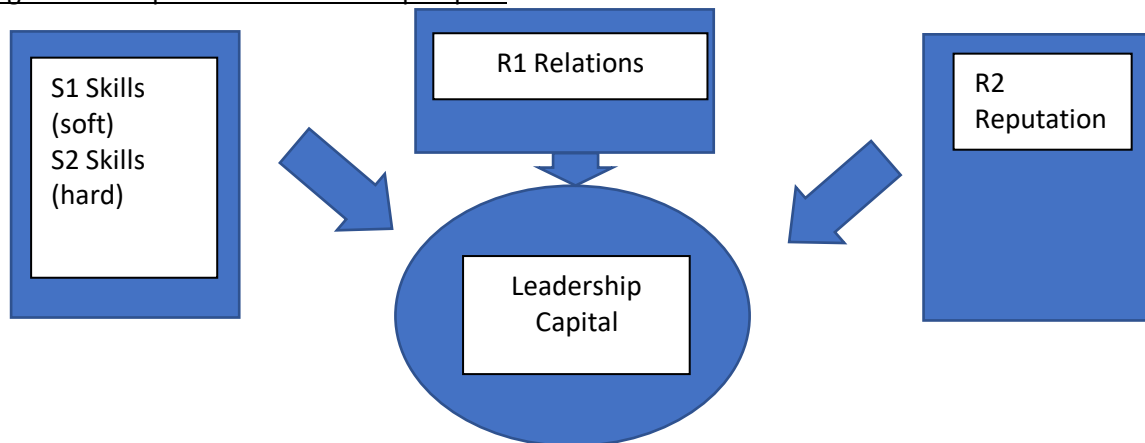 S1 Skills
(soft)
S2 Skills
(hard)
R1 Relations
R2
Reputation
Leadership
Capital